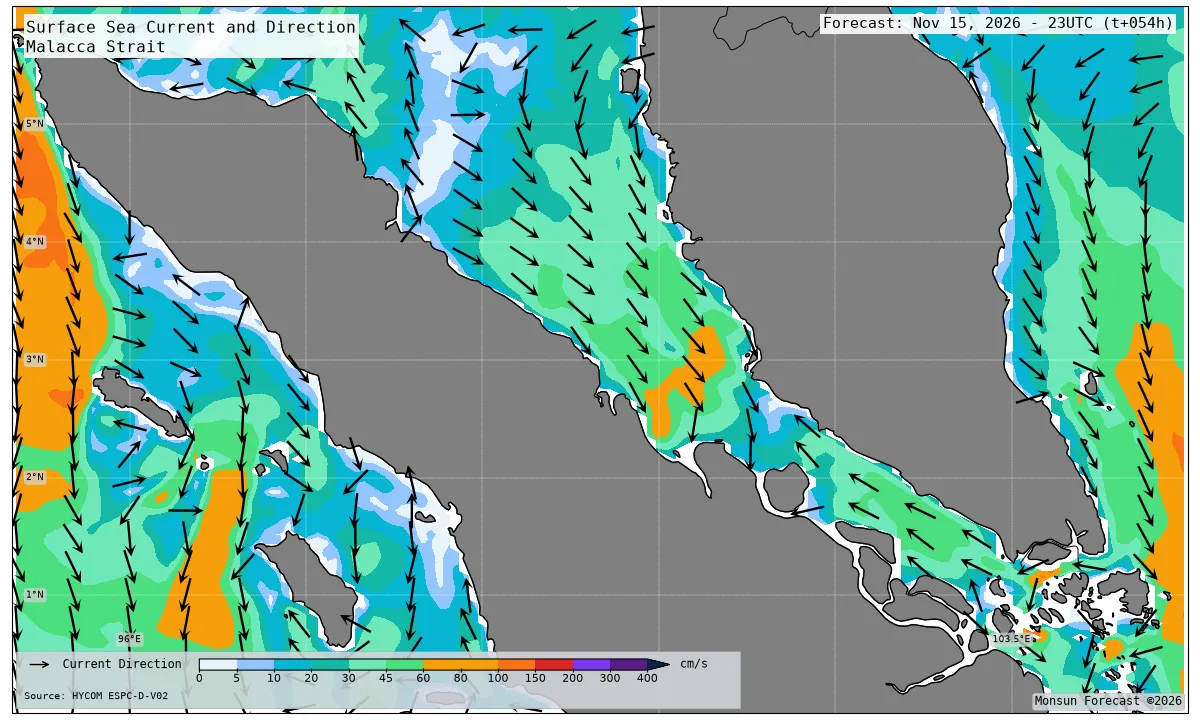 Surface Sea Current and Direction
Malacca Strait
Forecast: Nov 15, 2026 - 23UTC (t+054h)
5°N
4°N
3°N
2°N
1°N
96°E
103.5°E
Current Direction
0 5 10 20 30 45 60 80 100 150 200 300 400
cm/s
Source: HYCOM ESPC-D-V02
Monsun Forecast ©2026